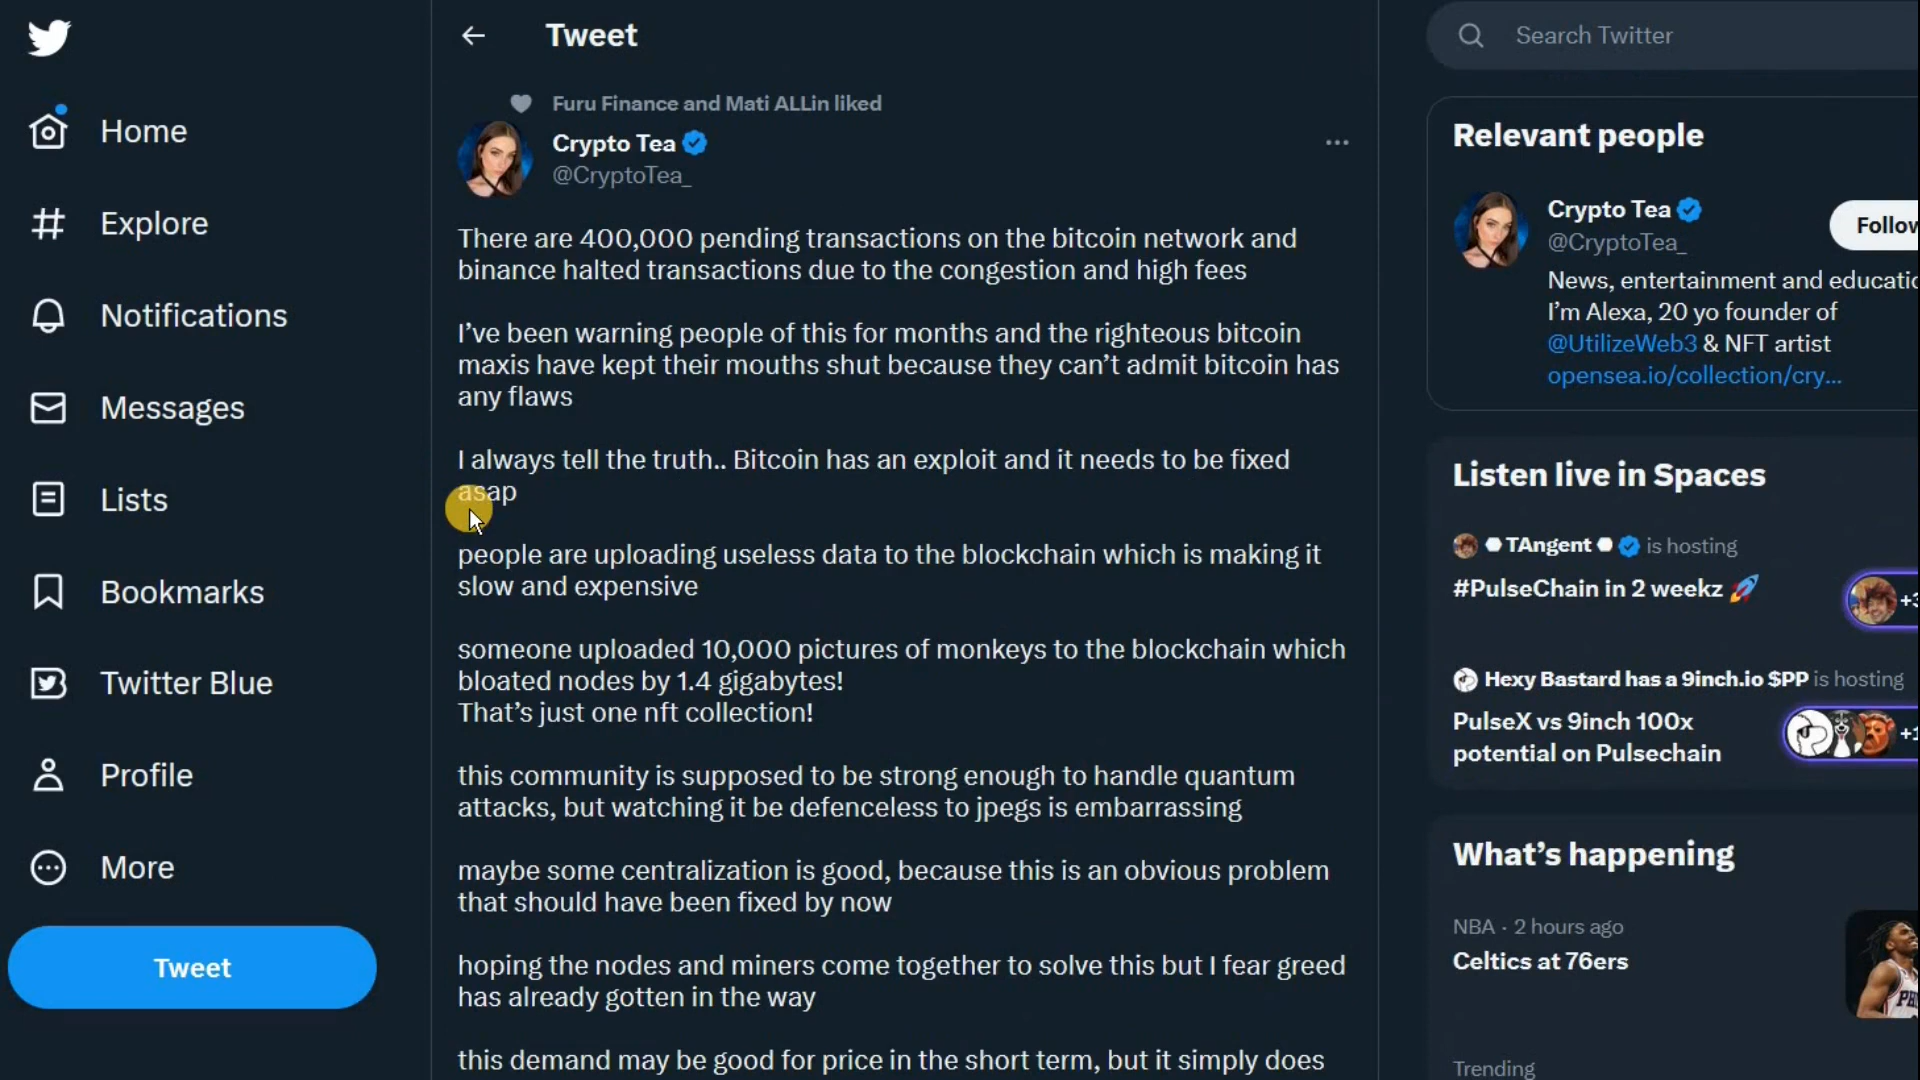 Home
Explore
Notifications
Messages
Lists
Bookmarks
Twitter Blue
Profile
More
Tweet
Tweet
Furu Finance and Mati ALLin liked
Crypto Tea
@CryptoTea_
There are 400,000 pending transactions on the bitcoin network and
binance halted transactions due to the congestion and high fees
I've been warning people of this for months and the righteous bitcoin
maxis have kept their mouths shut because they can't admit bitcoin has
any flaws
I always tell the truth.. Bitcoin has an exploit and it needs to be fixed
asap
people are uploading useless data to the blockchain which is making it
slow and expensive
someone uploaded 10,000 pictures of monkeys to the blockchain which
bloated nodes by 1.4 gigabytes!
That's just one nft collection!
this community is supposed to be strong enough to handle quantum
attacks, but watching it be defenceless to jpegs is embarrassing
maybe some centralization is good, because this is an obvious problem
that should have been fixed by now
hoping the nodes and miners come together to solve this but I fear greed
has already gotten in the way
this demand may be good for price in the short term, but it simply does
Search Twitter
Relevant people
Crypto Tea
@CryptoTea_
Follow
News, entertainment and educatio
I'm Alexa, 20 yo founder of
@UtilizeWeb3 & NFT artist
opensea.io/collection/cry...
Listen live in Spaces
TAngent is hosting
#PulseChain in 2 weekz 🚀
Hexy Bastard has a 9inch.io $PP is hosting
PulseX vs 9inch 100x
potential on Pulsechain
What's happening
NBA · 2 hours ago
Celtics at 76ers
Trending